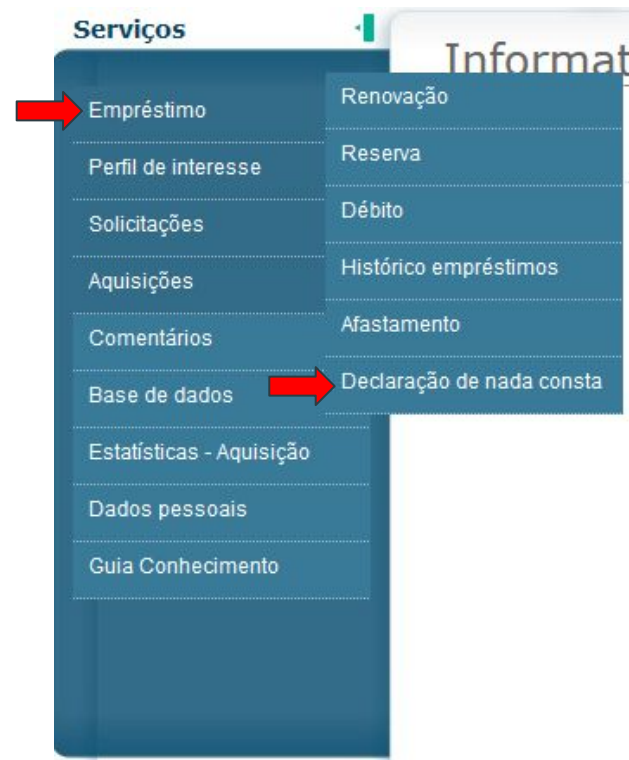 Serviços
Informat
Empréstimo
Perfil de interesse
Solicitações
Aquisições
Comentários
Base de dados
Estatísticas - Aquisição
Dados pessoais
Guia Conhecimento
Renovação
Reserva
Débito
Histórico empréstimos
Afastamento
Declaração de nada consta